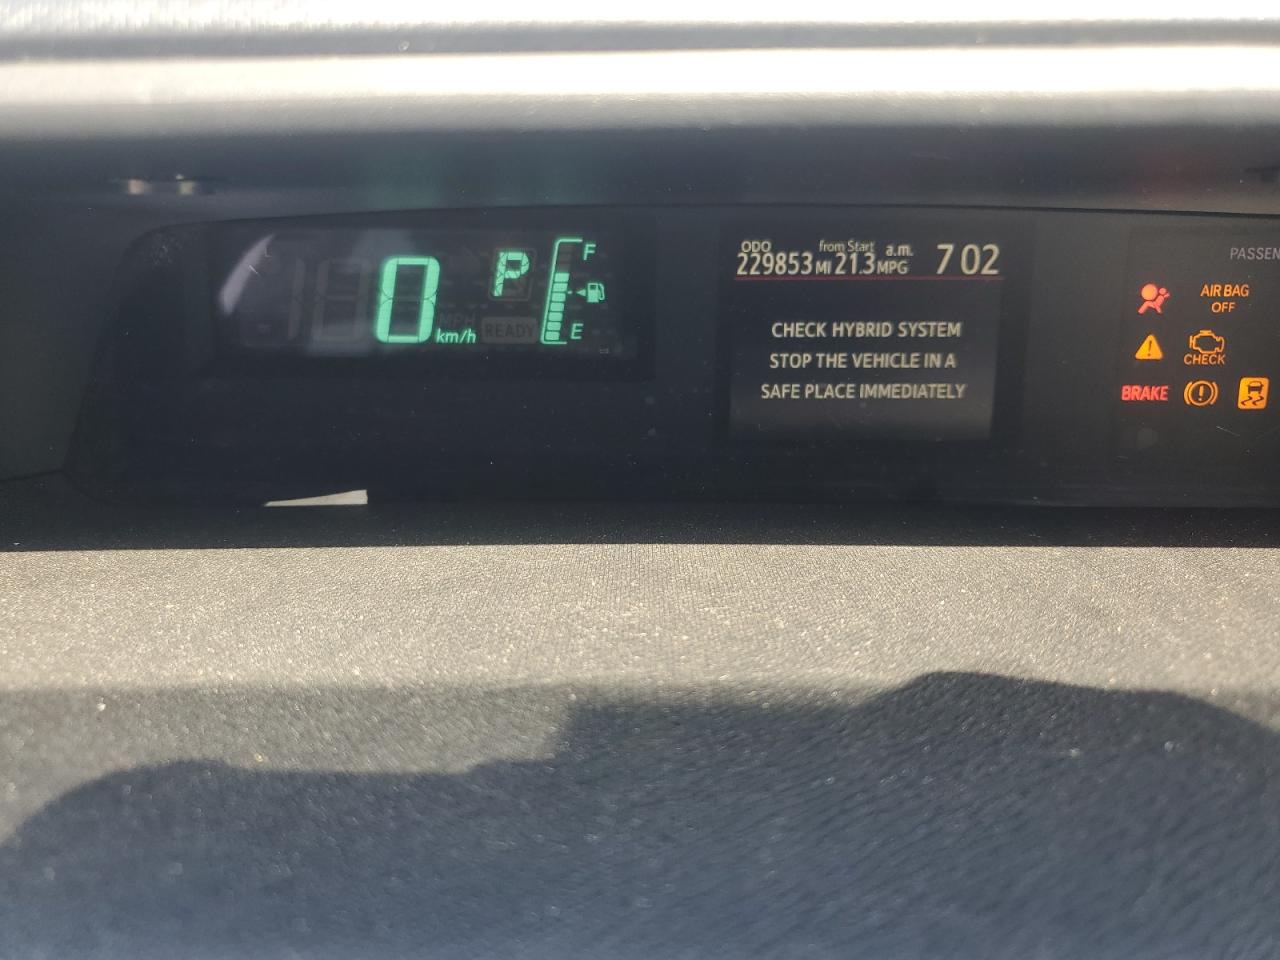 0 km/h
MPH
READY
P
F
E
ODO
229853 MI
from Start
21.3 MPG
a.m. 7 02
CHECK HYBRID SYSTEM
STOP THE VEHICLE IN A
SAFE PLACE IMMEDIATELY
PASSEN
AIR BAG
OFF
CHECK
BRAKE